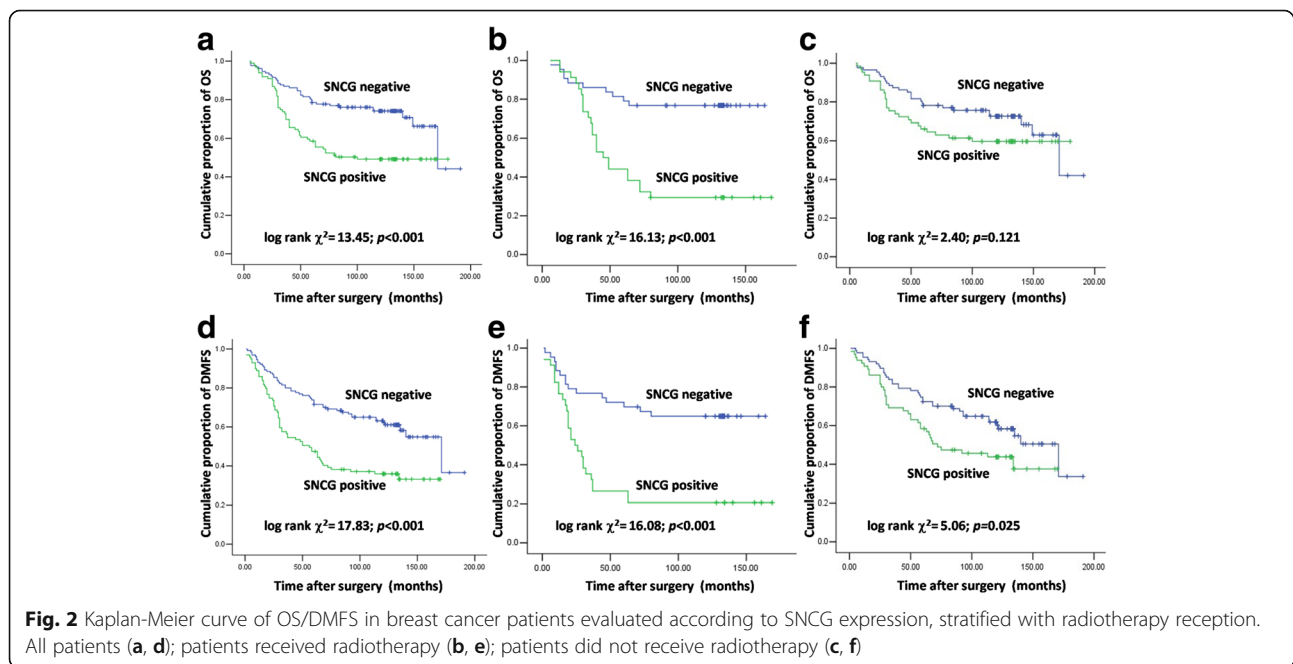 a
Cumulative proportion of OS
1.0
0.8
0.6
0.4
0.2
0.0
SNCG negative
SNCG positive
log rank χ²= 13.45; p<0.001
0.00 50.00 100.00 150.00 200.00
Time after surgery (months)
b
Cumulative proportion of OS
1.0
0.8
0.6
0.4
0.2
0.0
SNCG negative
SNCG positive
log rank χ²= 16.13; p<0.001
0.00 50.00 100.00 150.00
Time after surgery (months)
c
Cumulative proportion of OS
1.0
0.8
0.6
0.4
0.2
0.0
SNCG negative
SNCG positive
log rank χ²= 2.40; p=0.121
0.00 50.00 100.00 150.00 200.00
Time after surgery (months)
d
Cumulative proportion of DMFS
1.0
0.8
0.6
0.4
0.2
0.0
SNCG negative
SNCG positive
log rank χ²= 17.83; p<0.001
0.00 50.00 100.00 150.00 200.00
Time after surgery (months)
e
Cumulative proportion of DMFS
1.0
0.8
0.6
0.4
0.2
0.0
SNCG negative
SNCG positive
log rank χ²= 16.08; p<0.001
0.00 50.00 100.00 150.00
Time after surgery (months)
f
Cumulative proportion of DMFS
1.0
0.8
0.6
0.4
0.2
0.0
SNCG negative
SNCG positive
log rank χ²= 5.06; p=0.025
0.00 50.00 100.00 150.00 200.00
Time after surgery (months)
Fig. 2 Kaplan-Meier curve of OS/DMFS in breast cancer patients evaluated according to SNCG expression, stratified with radiotherapy reception.
All patients (a, d); patients received radiotherapy (b, e); patients did not receive radiotherapy (c, f)